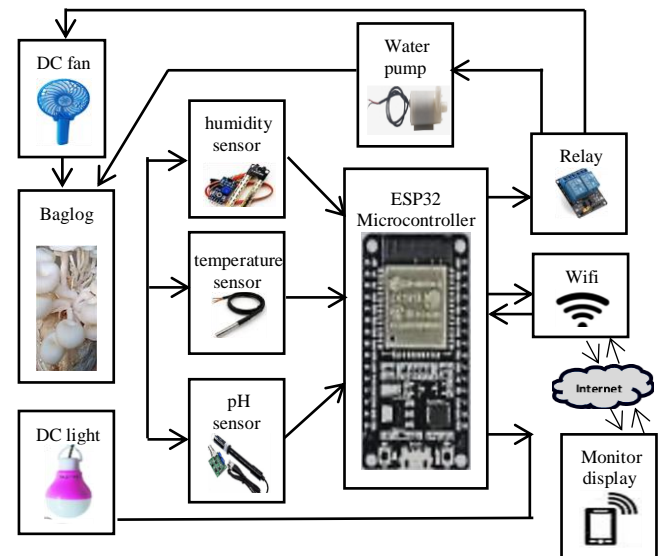 DC fan
Water
pump
humidity
sensor
Relay
Baglog
ESP32
Microcontroller
temperature
sensor
Wifi
Internet
pH
sensor
DC light
Monitor
display